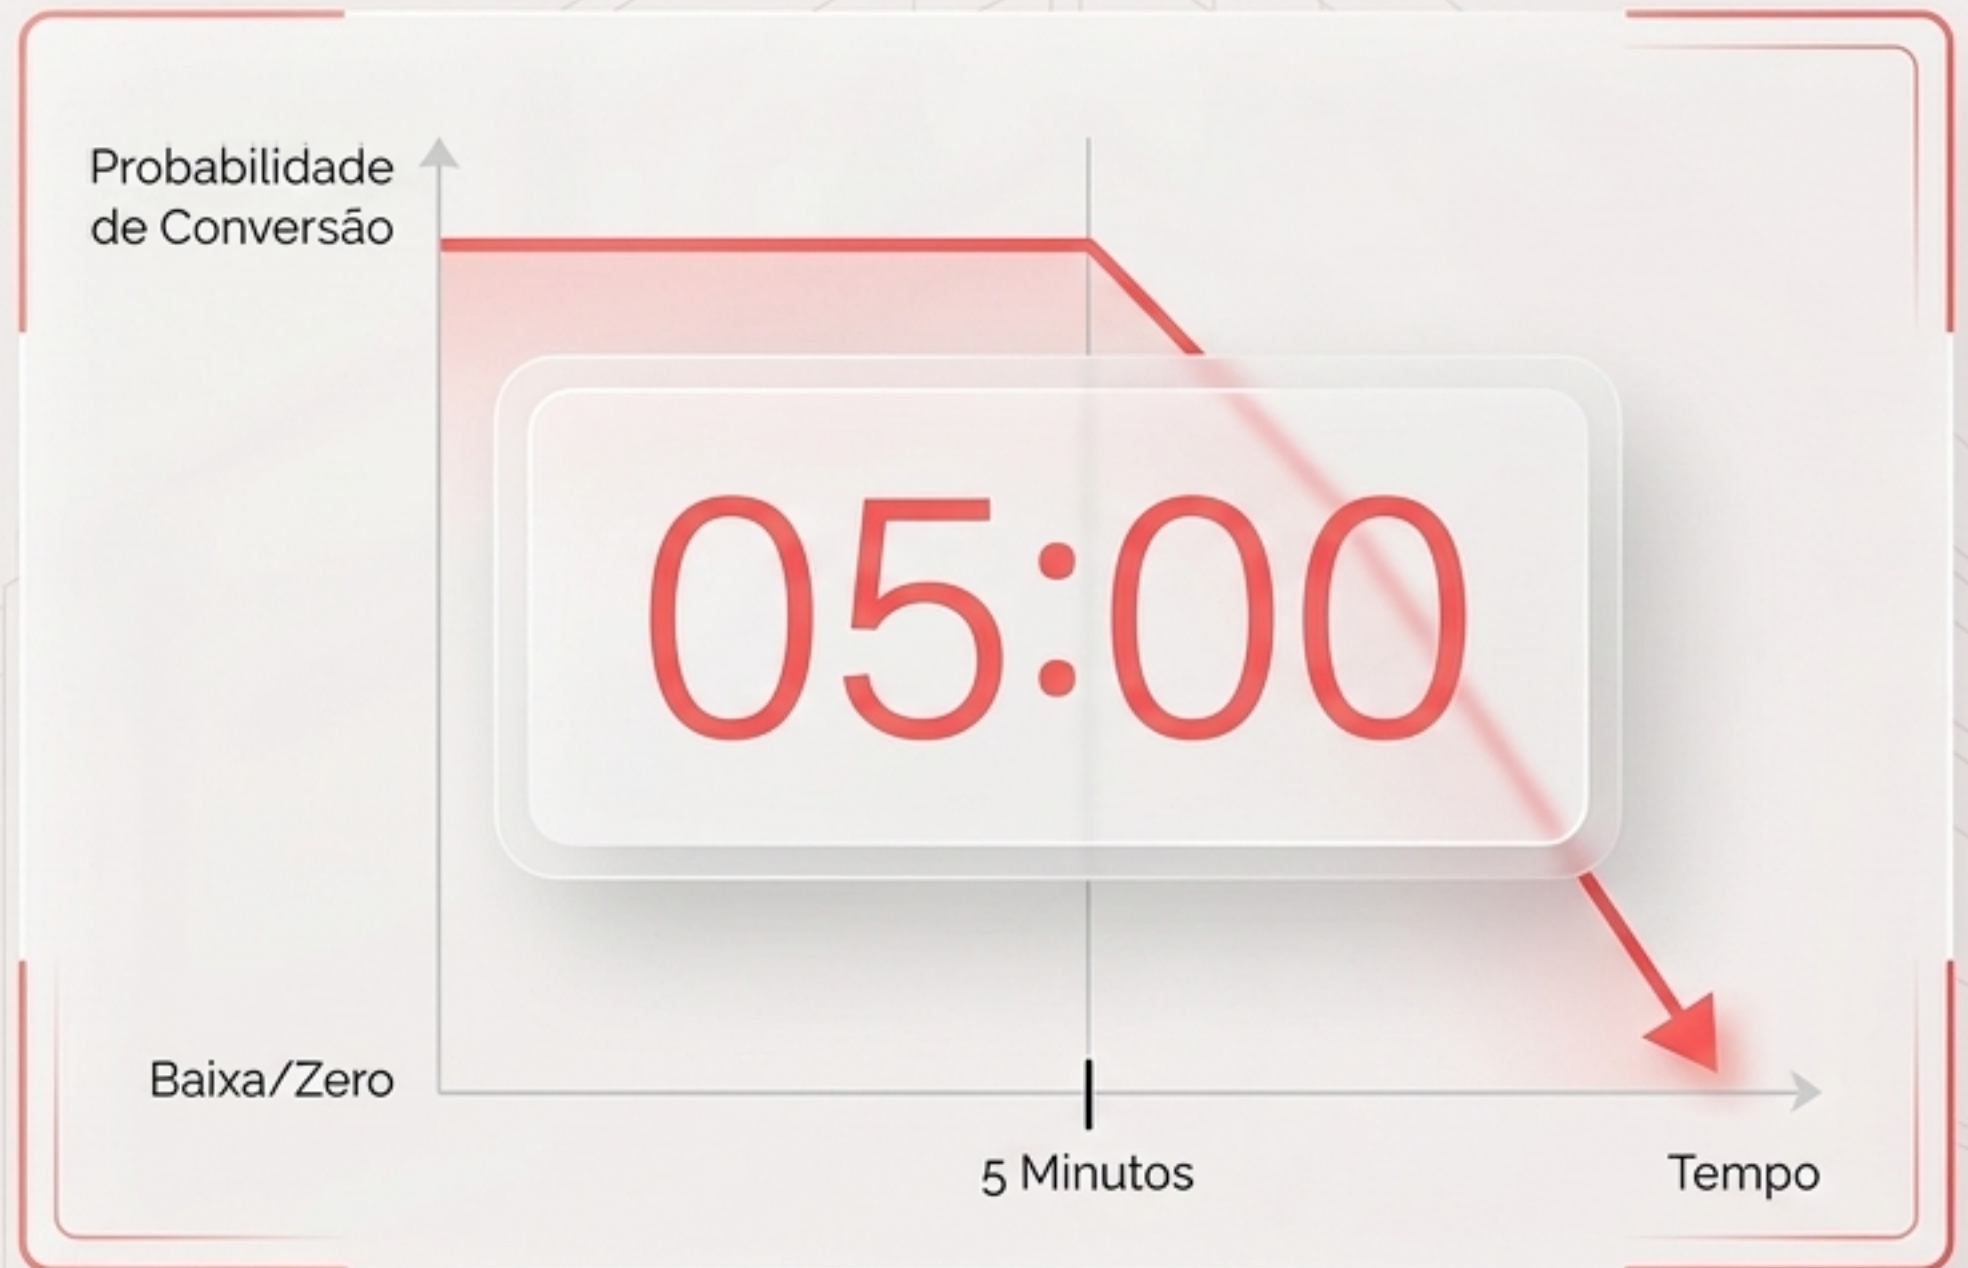 Probabilidade
de Conversão
05:00
Baixa/Zero
5 Minutos
Tempo